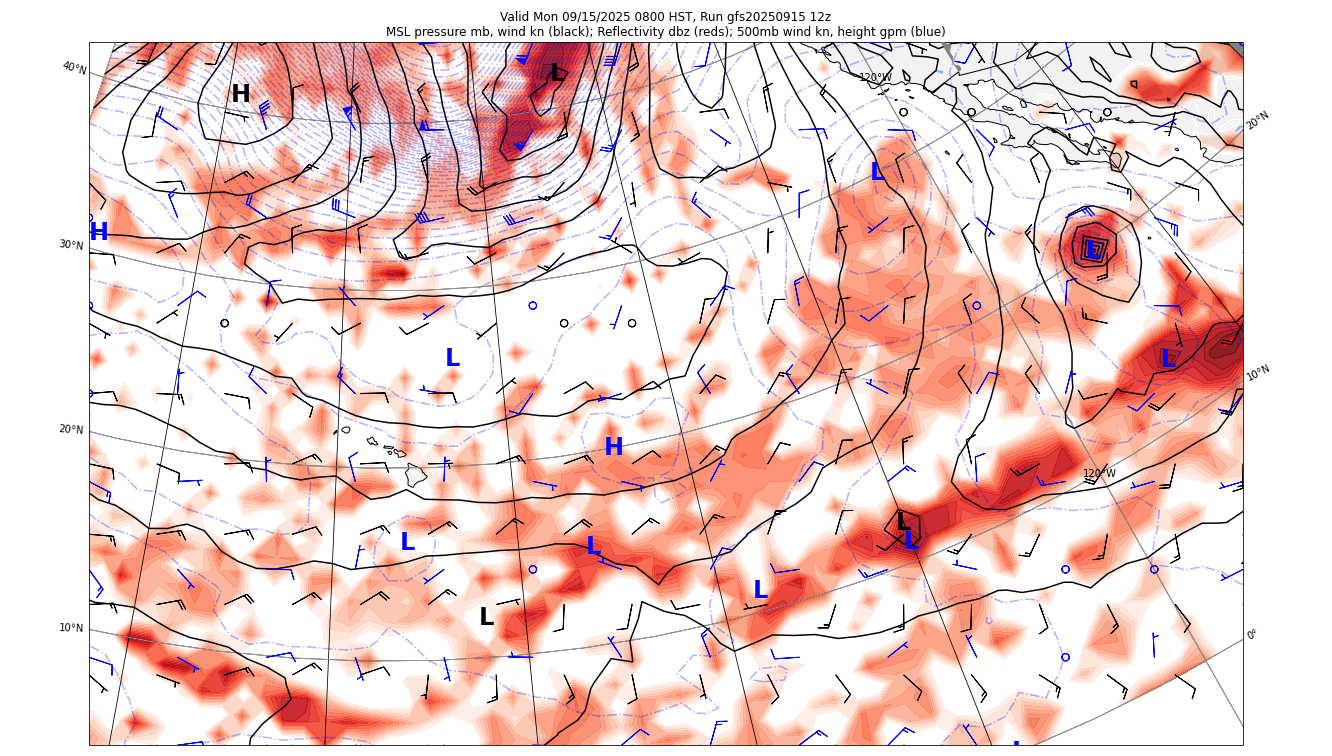 Valid Mon 09/15/2025 0800 HST, Run gfs20250915 12z
MSL pressure mb, wind kn (black); Reflectivity dbz (reds); 500mb wind kn, height gpm (blue)
40°N
120°W
L
H
20°N
L
H
30°N
L
L
L
10°N
20°N
H
120°W
L
L
L
L
L
L
10°N
0°
L